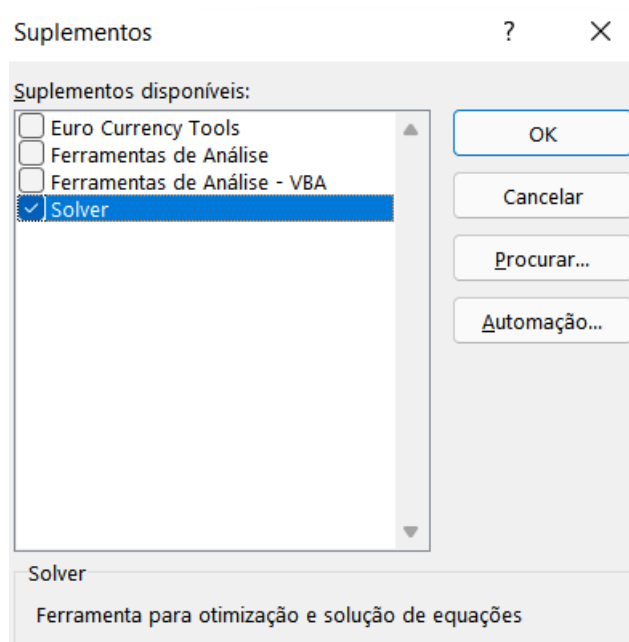 Suplementos
Suplementos disponíveis:
Euro Currency Tools
Ferramentas de Análise
Ferramentas de Análise - VBA
Solver
OK
Cancelar
Procurar...
Automação...
Solver
Ferramenta para otimização e solução de equações